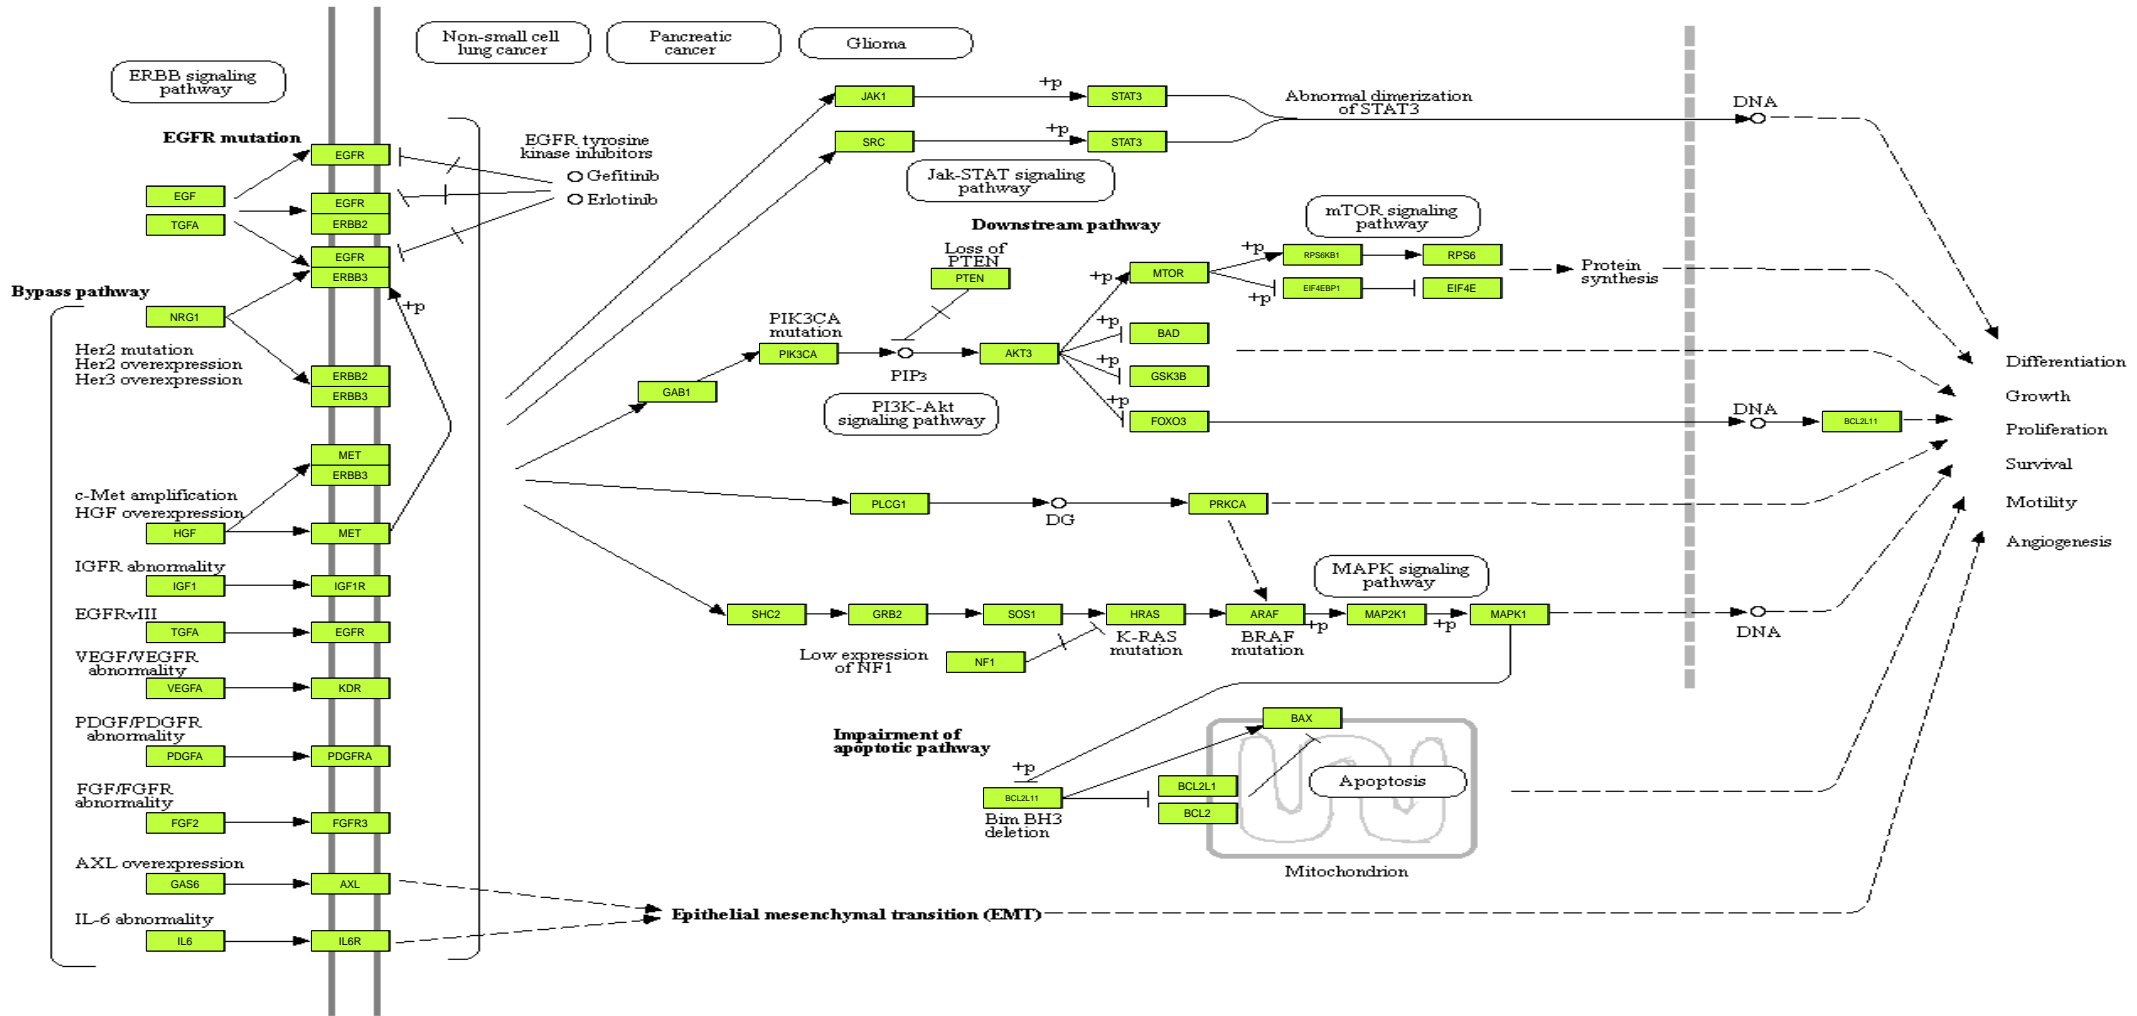 Non-small cell
lung cancer
Pancreatic
cancer
Glioma
ERBB signaling
pathway
EGFR mutation
EGFR
EGF
TGFA
EGFR
ERBB2
EGFR
ERBB3
EGFR tyrosine
kinase inhibitors
Gefitinib
Erlotinib
Bypass pathway
NRG1
+p
Her2 mutation
Her2 overexpression
Her3 overexpression
ERBB2
ERBB3
MET
ERBB3
c-Met amplification
HGF overexpression
HGF
MET
IGFR abnormality
IGF1
IGF1R
EGFRvIII
TGFA
EGFR
VEGF/VEGFR
abnormality
VEGFA
KDR
PDGF/PDGFR
abnormality
PDGFA
PDGFRA
FGF/FGFR
abnormality
FGF2
FGFR3
AXL overexpression
GAS6
AXL
IL-6 abnormality
IL6
IL6R
Epithelial mesenchymal transition (EMT)
JAK1
+p
STAT3
SRC
+p
STAT3
Abnormal dimerization
of STAT3
DNA
Jak-STAT signaling
pathway
Downstream pathway
mTOR signaling
pathway
Loss of
PTEN
PTEN
+p
MTOR
+p
RPS6KB1
RPS6
+p
EIF4EBP1
EIF4E
Protein
synthesis
PIK3CA
mutation
PIK3CA
PIP3
AKT3
+p
BAD
+p
GSK3B
+p
FOXO3
DNA
BCL2L11
GAB1
PI3K-Akt
signaling pathway
PLCG1
DG
PRKCA
MAPK signaling
pathway
SHC2
GRB2
SOS1
HRAS
ARAF
+p
MAP2K1
+p
MAPK1
DNA
K-RAS
mutation
BRAF
mutation
Low expression
of NF1
NF1
Impairment of
apoptotic pathway
BAX
+p
BCL2L11
BCL2L1
BCL2
Apoptosis
Bim BH3
deletion
Mitochondrion
Differentiation
Growth
Proliferation
Survival
Motility
Angiogenesis